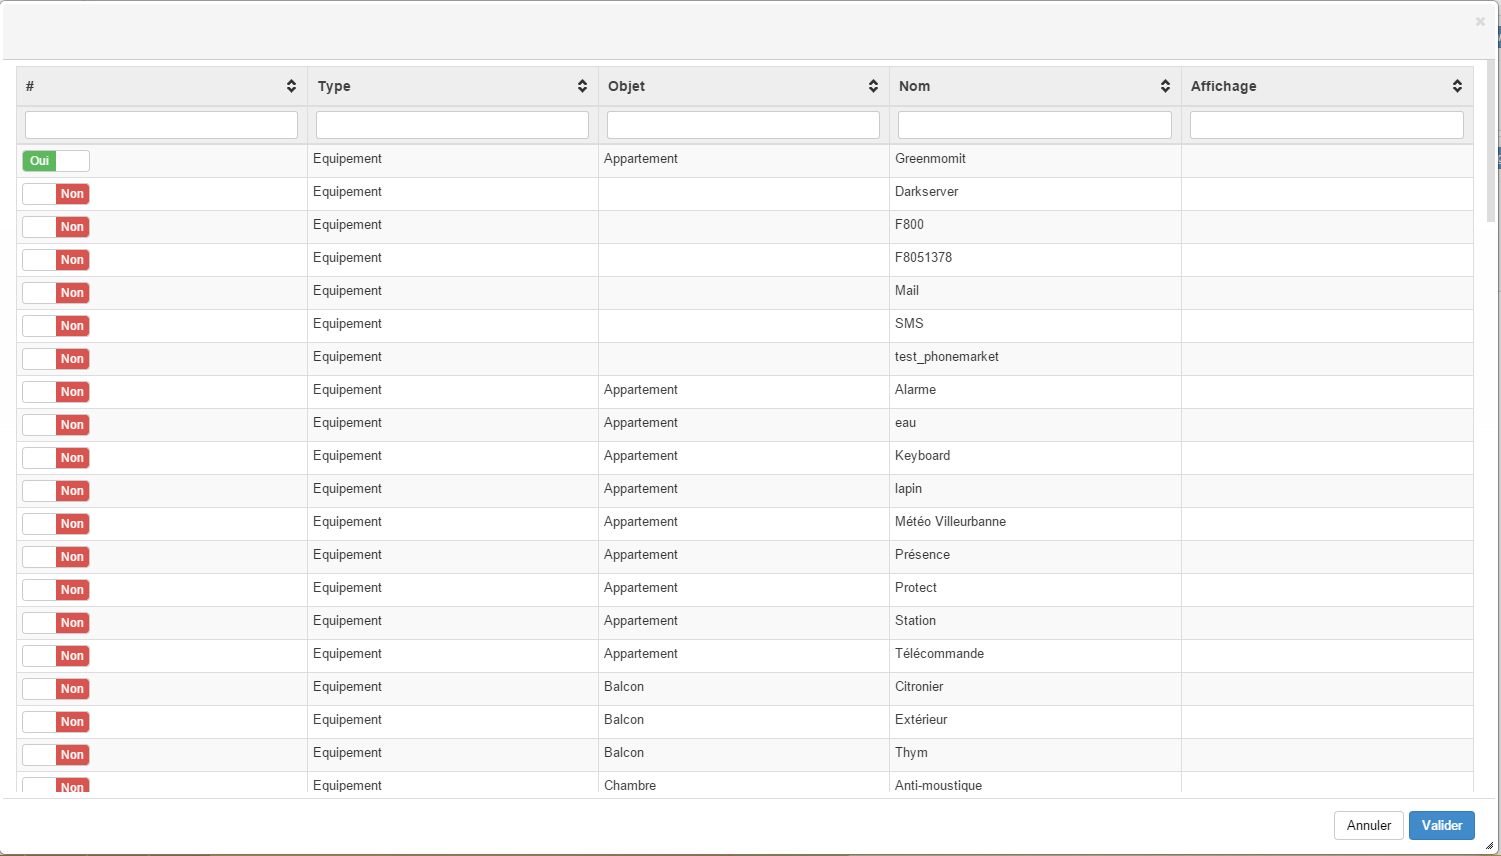 ×
# Type Objet Nom Affichage
Oui Equipement Appartement Greenmomit
Non Equipement Darkserver
Non Equipement F800
Non Equipement F8051378
Non Equipement Mail
Non Equipement SMS
Non Equipement test_phonemarket
Non Equipement Appartement Alarme
Non Equipement Appartement eau
Non Equipement Appartement Keyboard
Non Equipement Appartement lapin
Non Equipement Appartement Météo Villeurbanne
Non Equipement Appartement Présence
Non Equipement Appartement Protect
Non Equipement Appartement Station
Non Equipement Appartement Télécommande
Non Equipement Balcon Citronier
Non Equipement Balcon Extérieur
Non Equipement Balcon Thym
Non Equipement Chambre Anti-moustique
Annuler Valider